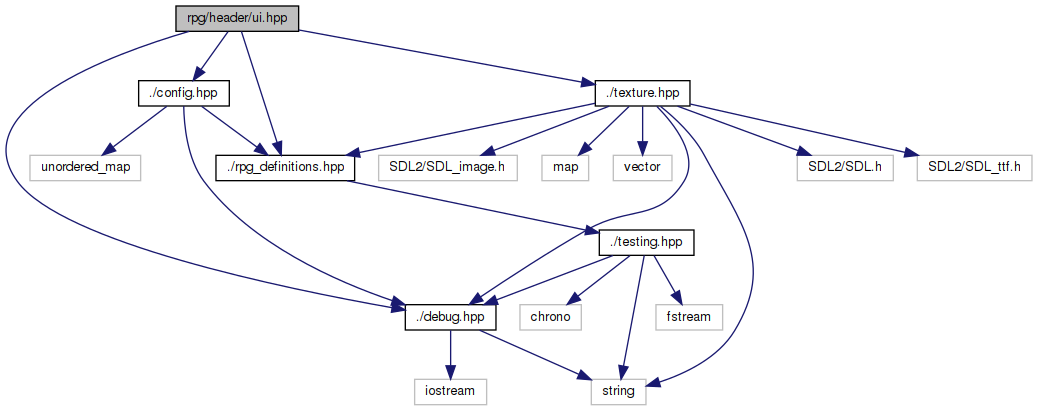 rpg/header/ui.hpp
./config.hpp
./texture.hpp
unordered_map
./rpg_definitions.hpp
SDL2/SDL_image.h
map
vector
SDL2/SDL.h
SDL2/SDL_ttf.h
./testing.hpp
./debug.hpp
chrono
fstream
iostream
string